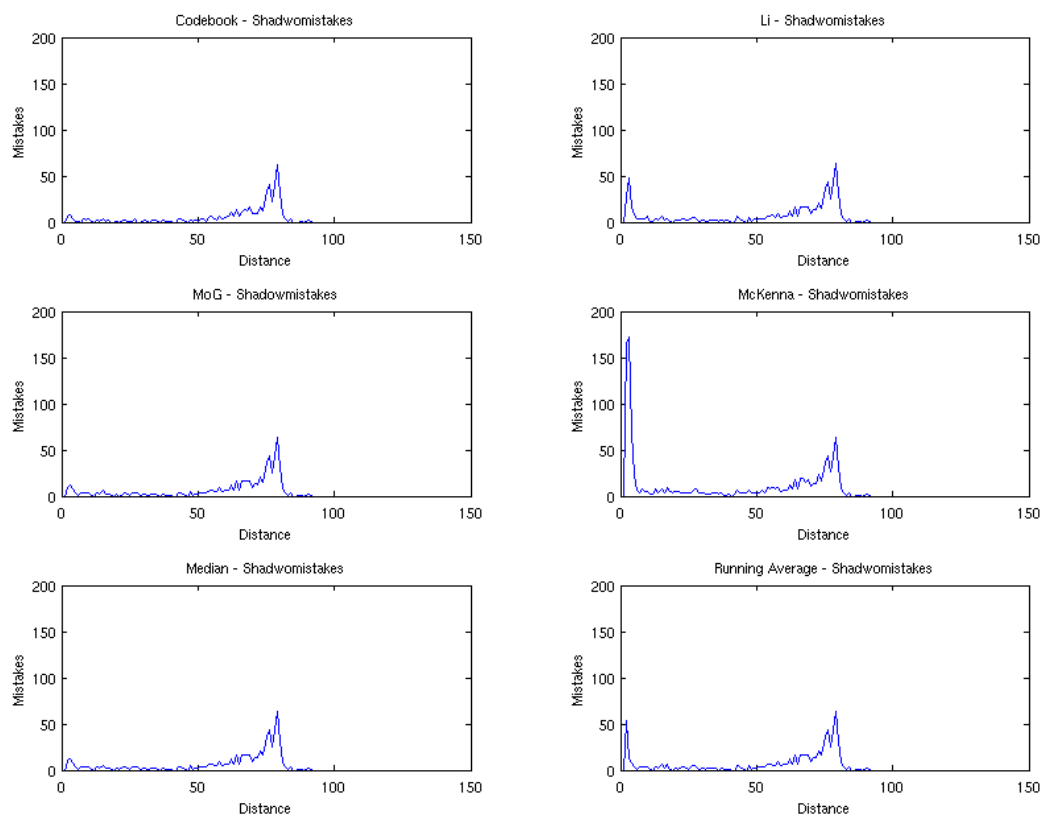 Codebook - Shadwomistakes
200
150
100
50
0
Mistakes
0 50 100 150
Distance
Li - Shadwomistakes
200
150
100
50
0
Mistakes
0 50 100 150
Distance
MoG - Shadowmistakes
200
150
100
50
0
Mistakes
0 50 100 150
Distance
McKenna - Shadwomistakes
200
150
100
50
0
Mistakes
0 50 100 150
Distance
Median - Shadwomistakes
200
150
100
50
0
Mistakes
0 50 100 150
Distance
Running Average - Shadwomistakes
200
150
100
50
0
Mistakes
0 50 100 150
Distance